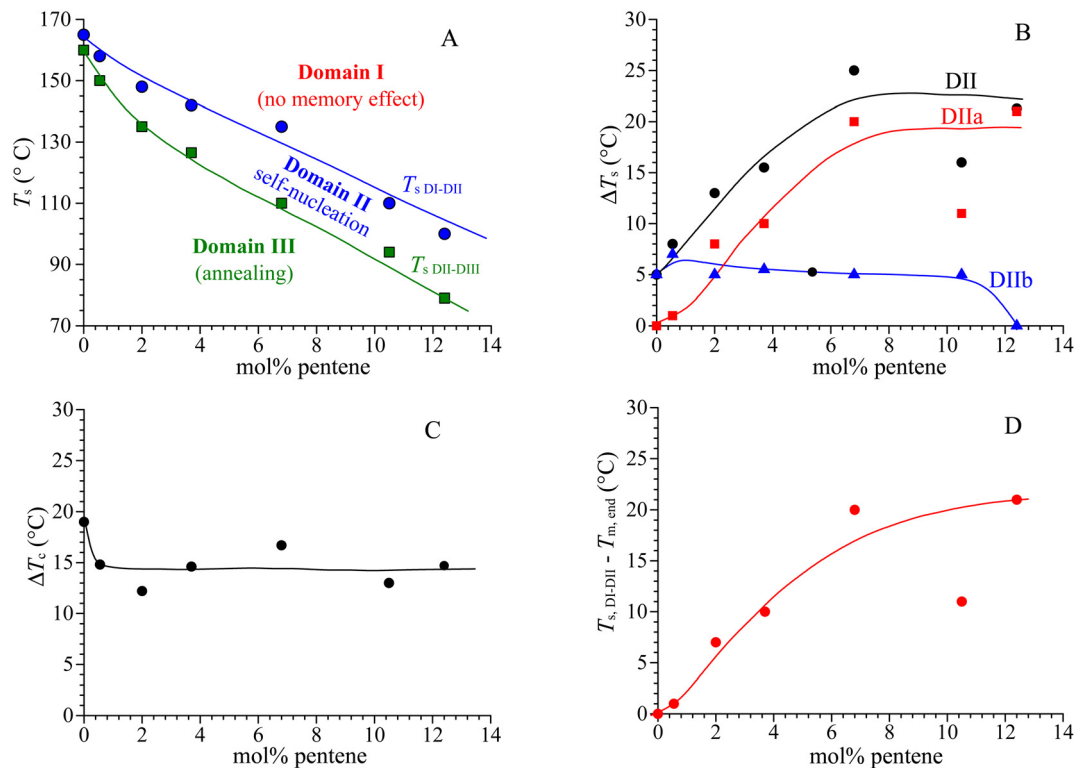 A
170
150
130
110
90
70
Ts (° C)
Domain I
(no memory effect)
Domain II
self-nucleation
Ts DI-DII
Domain III
(annealing)
Ts DII-DIII
0 2 4 6 8 10 12 14
mol% pentene
B
30
25
20
15
10
5
0
ΔTs (°C)
DII
DIIa
DIIb
0 2 4 6 8 10 12 14
mol% pentene
C
30
25
20
15
10
5
0
ΔTc (°C)
0 2 4 6 8 10 12 14
mol% pentene
D
30
25
20
15
10
5
0
Ts, DI-DII - Tm, end (°C)
0 2 4 6 8 10 12 14
mol% pentene